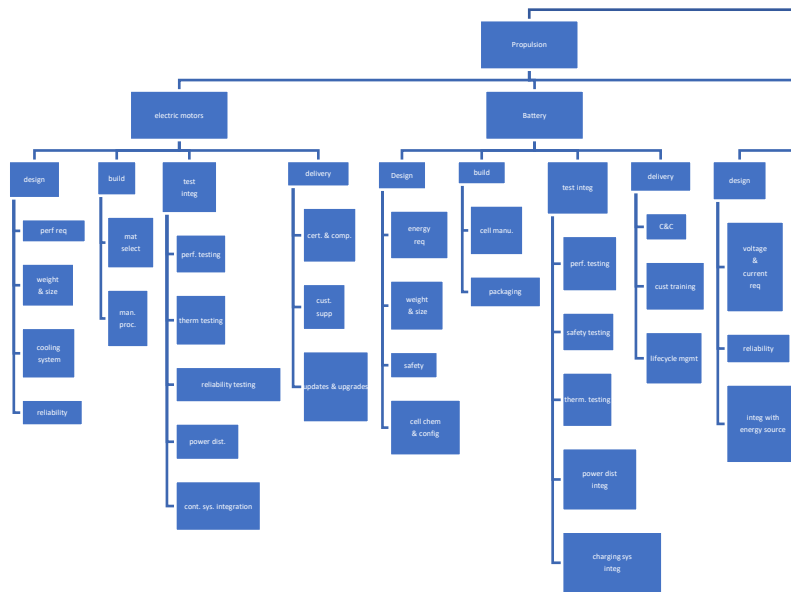 Propulsion
electric motors
Battery
design
build
test
integ
delivery
Design
build
test integ
delivery
design
perf req
weight
& size
cooling
system
reliability
mat
select
man.
proc.
perf. testing
therm testing
reliability testing
power dist.
cont. sys. integration
cert. & comp.
cust.
supp
updates & upgrades
energy
req
weight
& size
safety
cell chem
& config
cell manu.
packaging
perf. testing
safety testing
therm. testing
power dist
integ
charging sys
integ
C&C
cust training
lifecycle mgmt
voltage
&
current
req
reliability
integ with
energy source